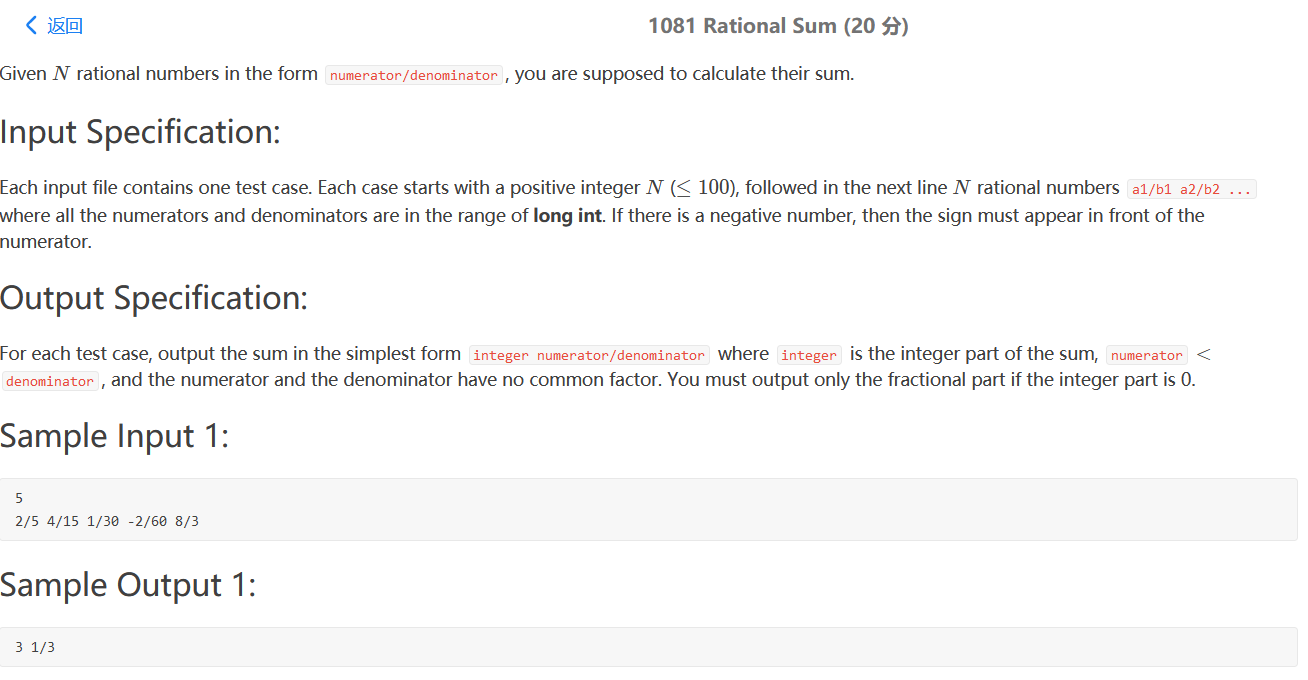 返回
1081 Rational Sum (20 分)
Given N rational numbers in the form numerator/denominator , you are supposed to calculate their sum.
Input Specification:
Each input file contains one test case. Each case starts with a positive integer N (≤ 100), followed in the next line N rational numbers a1/b1 a2/b2 ...
where all the numerators and denominators are in the range of long int. If there is a negative number, then the sign must appear in front of the
numerator.
Output Specification:
For each test case, output the sum in the simplest form integer numerator/denominator where integer is the integer part of the sum, numerator <
denominator , and the numerator and the denominator have no common factor. You must output only the fractional part if the integer part is 0.
Sample Input 1:
5
2/5 4/15 1/30 -2/60 8/3
Sample Output 1:
3 1/3